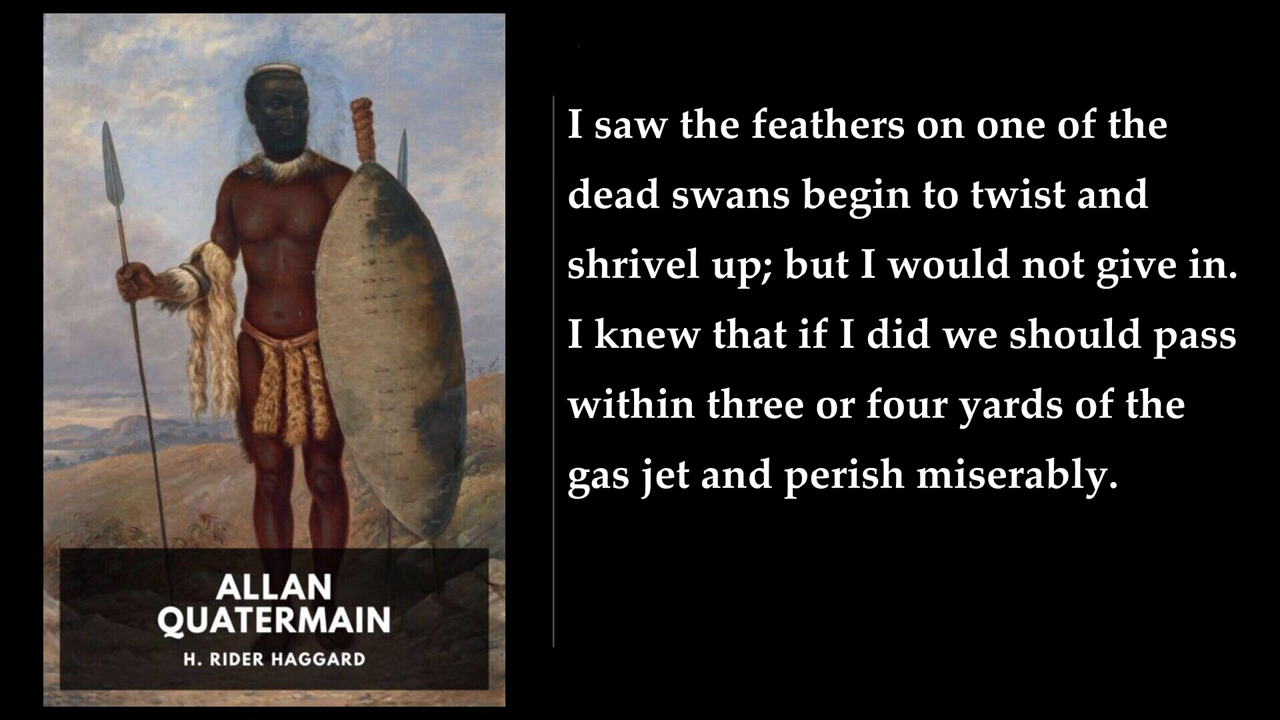 ALLAN
QUATERMAIN
H. RIDER HAGGARD
I saw the feathers on one of the
dead swans begin to twist and
shrivel up; but I would not give in.
I knew that if I did we should pass
within three or four yards of the
gas jet and perish miserably.